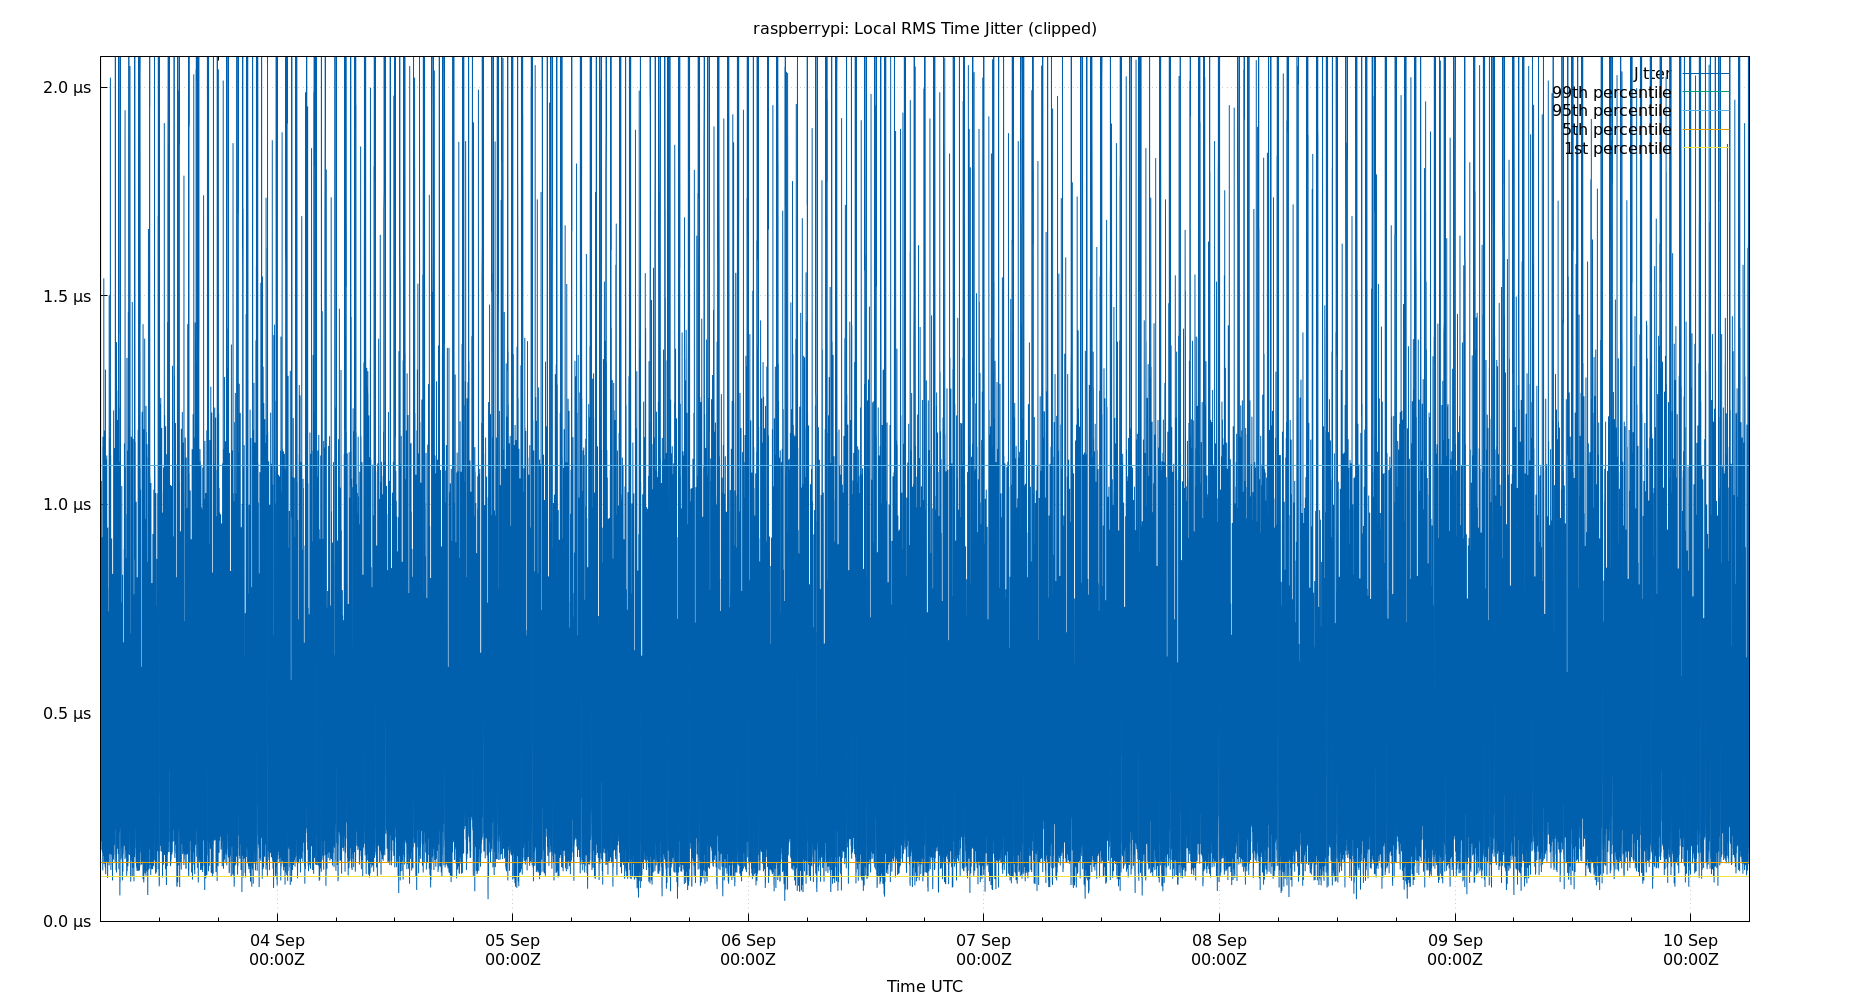 raspberrypi: Local RMS Time Jitter (clipped)
2.0 µs
1.5 µs
1.0 µs
0.5 µs
0.0 µs
Jitter
99th percentile
95th percentile
5th percentile
1st percentile
04 Sep
00:00Z
05 Sep
00:00Z
06 Sep
00:00Z
07 Sep
00:00Z
08 Sep
00:00Z
09 Sep
00:00Z
10 Sep
00:00Z
Time UTC